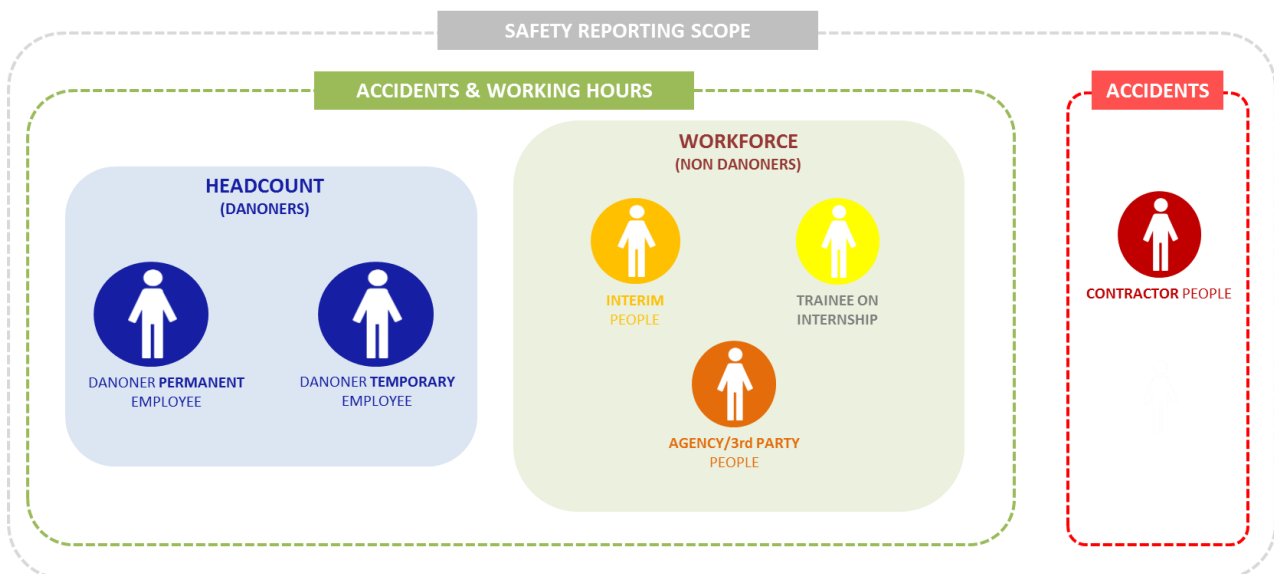 SAFETY REPORTING SCOPE
ACCIDENTS & WORKING HOURS
ACCIDENTS
HEADCOUNT
(DANONERS)
DANONER PERMANENT
EMPLOYEE
DANONER TEMPORARY
EMPLOYEE
WORKFORCE
(NON DANONERS)
INTERIM
PEOPLE
TRAINEE ON
INTERNSHIP
AGENCY/3rd PARTY
PEOPLE
CONTRACTOR PEOPLE